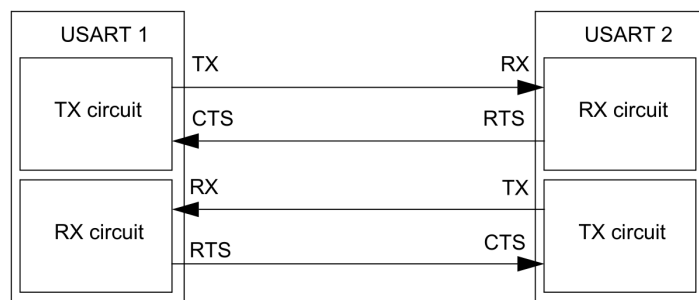 USART 1 USART 2
TX RX
TX circuit RX circuit
CTS RTS
RX TX
RX circuit TX circuit
RTS CTS